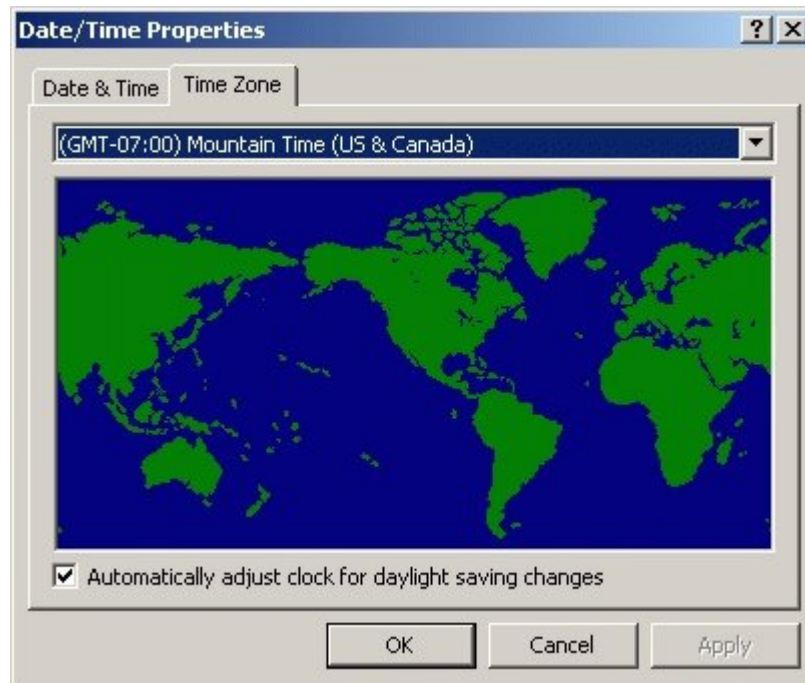 Date/Time Properties
Date & Time
Time Zone
(GMT-07:00) Mountain Time (US & Canada)
Automatically adjust clock for daylight saving changes
OK
Cancel
Apply